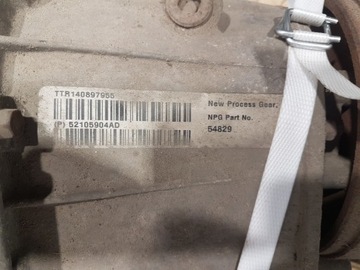 TTR140897955
(P) 52105904AD
New Process Gear,
NPG Part No.
54829